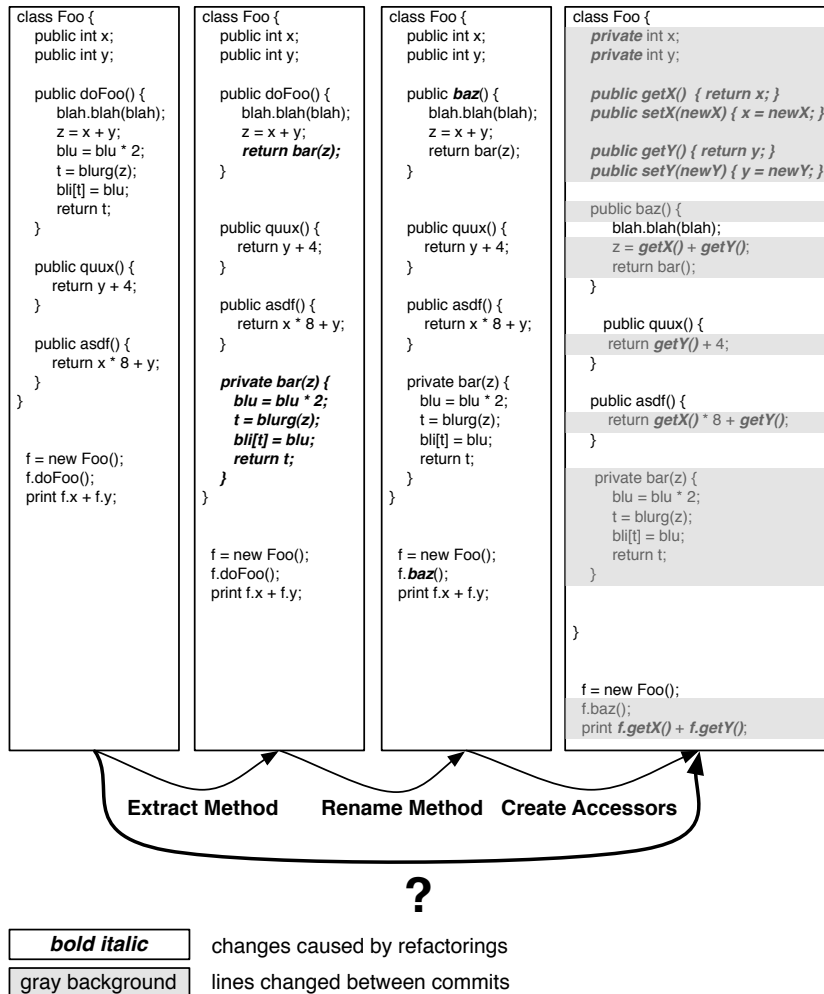 class Foo {
public int x;
public int y;
public doFoo() {
blah.blah(blah);
z = x + y;
blu = blu * 2;
t = blurg(z);
bli[t] = blu;
return t;
}
public quux() {
return y + 4;
}
public asdf() {
return x * 8 + y;
}
}
f = new Foo();
f.doFoo();
print f.x + f.y;
class Foo {
public int x;
public int y;
public doFoo() {
blah.blah(blah);
z = x + y;
return bar(z);
}
public quux() {
return y + 4;
}
public asdf() {
return x * 8 + y;
}
private bar(z) {
blu = blu * 2;
t = blurg(z);
bli[t] = blu;
return t;
}
}
f = new Foo();
f.doFoo();
print f.x + f.y;
class Foo {
public int x;
public int y;
public baz() {
blah.blah(blah);
z = x + y;
return bar(z);
}
public quux() {
return y + 4;
}
public asdf() {
return x * 8 + y;
}
private bar(z) {
blu = blu * 2;
t = blurg(z);
bli[t] = blu;
return t;
}
}
f = new Foo();
f.baz();
print f.x + f.y;
class Foo {
private int x;
private int y;
public getX() { return x; }
public setX(newX) { x = newX; }
public getY() { return y; }
public setY(newY) { y = newY; }
public baz() {
blah.blah(blah);
z = getX() + getY();
return bar();
}
public quux() {
return getY() + 4;
}
public asdf() {
return getX() * 8 + getY();
}
private bar(z) {
blu = blu * 2;
t = blurg(z);
bli[t] = blu;
return t;
}
}
f = new Foo();
f.baz();
print f.getX() + f.getY();
Extract Method
Rename Method
Create Accessors
?
bold italic changes caused by refactorings
gray background lines changed between commits